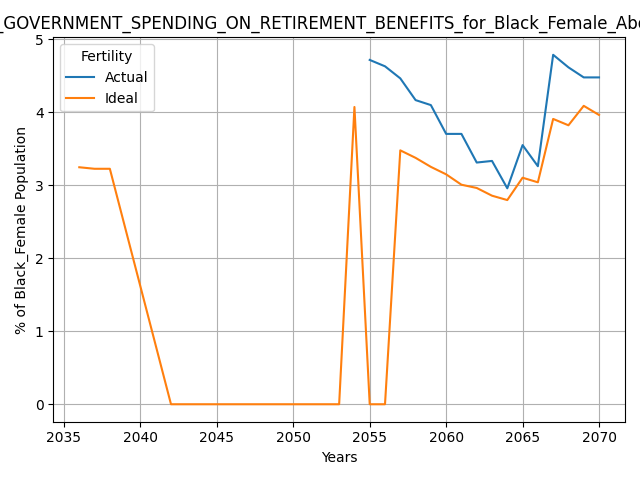 _GOVERNMENT_SPENDING_ON_RETIREMENT_BENEFITS_for_Black_Female_Abo
Fertility
Actual
Ideal
% of Black_Female Population
5
4
3
2
1
0
2035 2040 2045 2050 2055 2060 2065 2070
Years